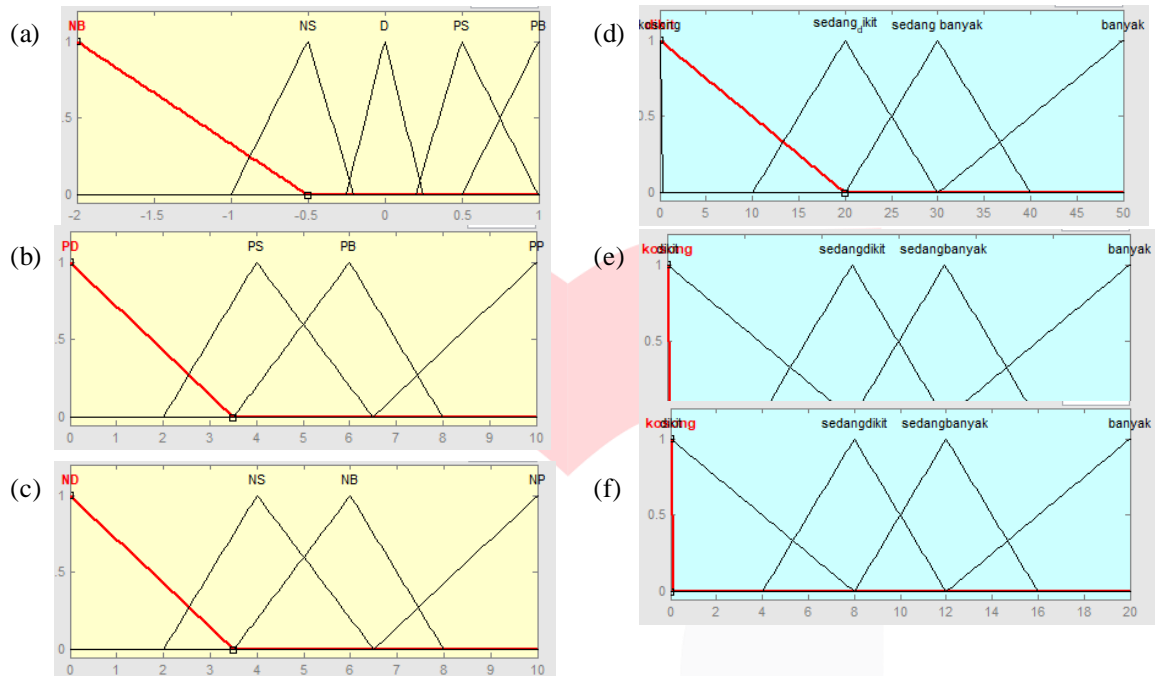 (a)
NB NS D PS PB
1
.5
0
-2 -1.5 -1 -0.5 0 0.5 1
(b)
PD PS PB PP
1
.5
0
0 1 2 3 4 5 6 7 8 9 10
(c)
ND NS NB NP
1
.5
0
0 1 2 3 4 5 6 7 8 9 10
(d)
sedang_dikit sedang banyak banyak
1
0.5
0
0 5 10 15 20 25 30 35 40 45 50
(e)
kosong sedangdikit sedangbanyak banyak
1
0.5
(f)
kosong sedangdikit sedangbanyak banyak
1
0.5
0
0 2 4 6 8 10 12 14 16 18 20